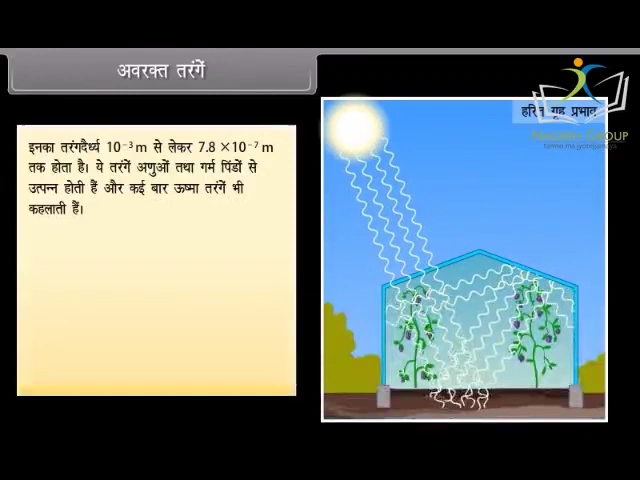 अवरक्त तरंगें
इनका तरंगदैर्ध्य 10⁻³ m से लेकर 7.8 ×10⁻⁷ m
तक होता है। ये तरंगें अणुओं तथा गर्म पिंडों से
उत्पन्न होती हैं और कई बार ऊष्मा तरंगें भी
कहलाती हैं।
हरित गृह प्रभाव
GROUP